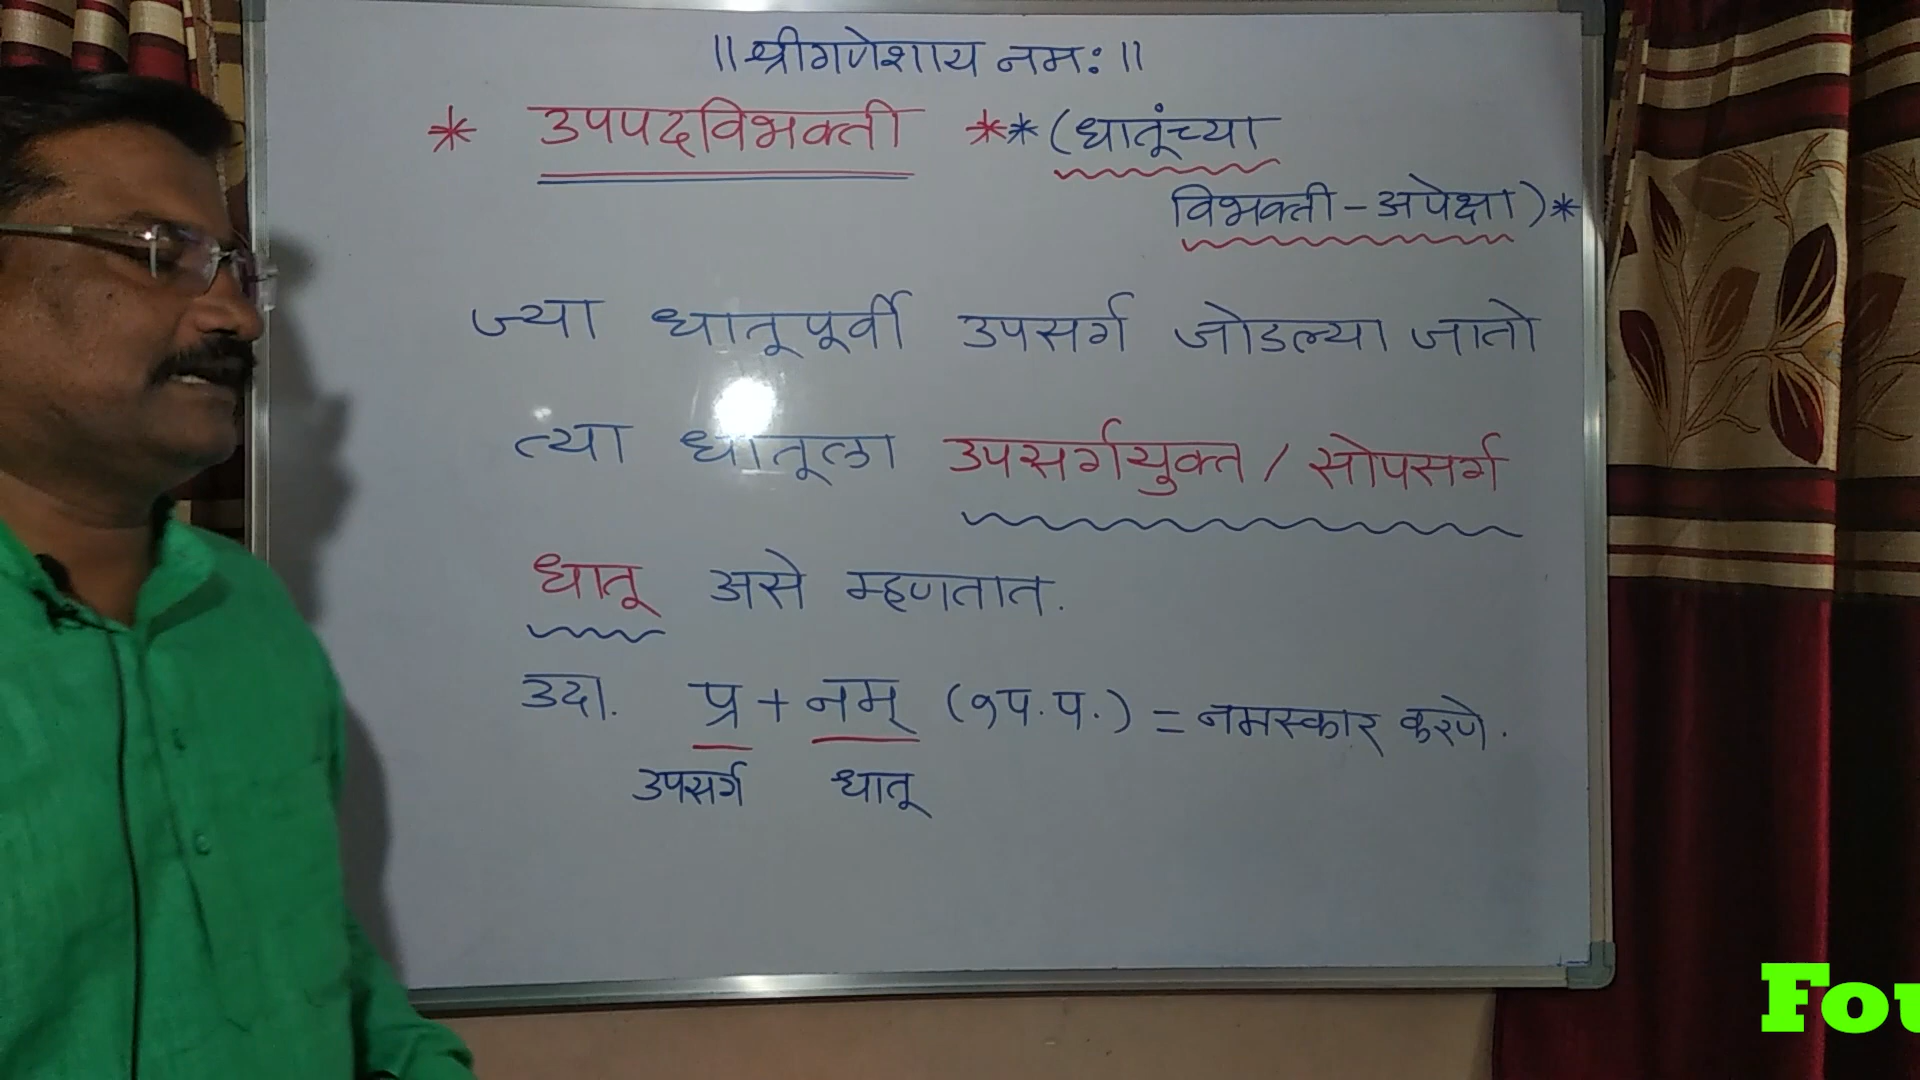 ॥ श्रीगणेशाय नमः ॥
* उपपदविभक्ती ** (धातूंच्या
विभक्ती-अपेक्षा)*
ज्या धातूपूर्वी उपसर्ग जोडल्या जातो
त्या धातूला उपसर्गयुक्त / सोपसर्ग
धातू असे म्हणतात.
उदा. प्र + नम् (१प.प.) = नमस्कार करणे.
उपसर्ग धातू